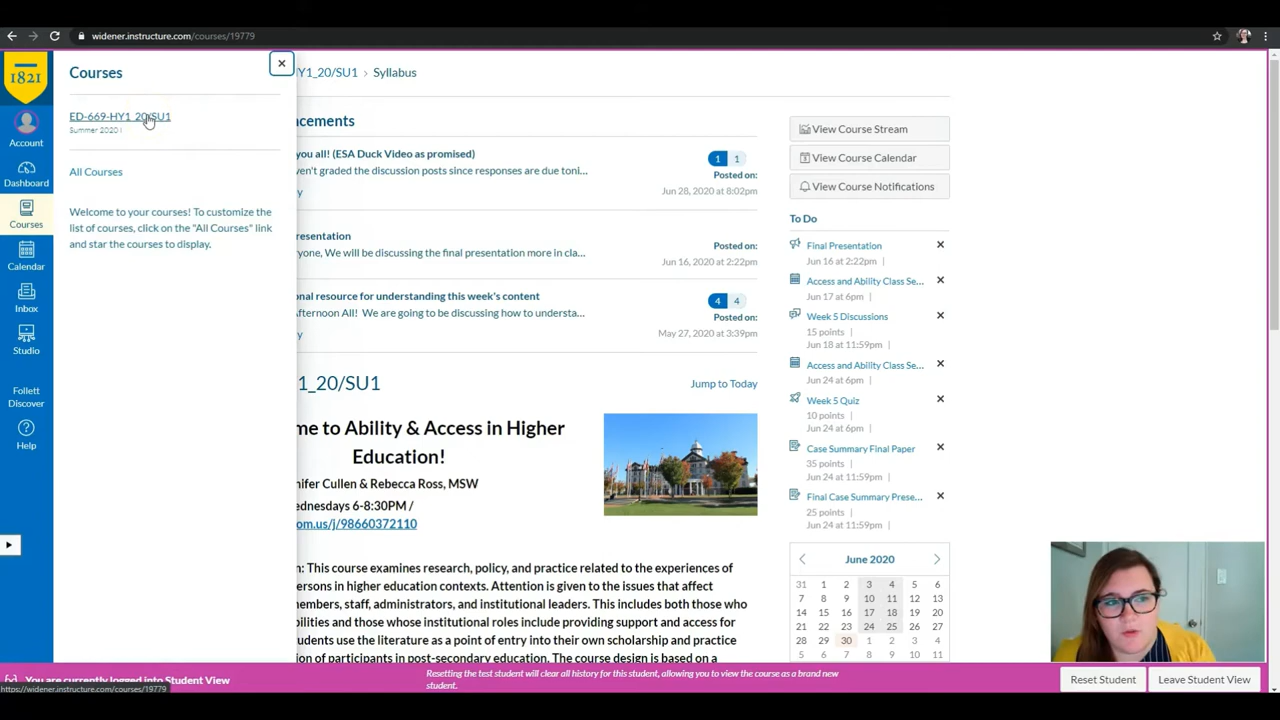 widener.instructure.com/courses/19779
1821
Account
Dashboard
Courses
Calendar
Inbox
Studio
Follett
Discover
Help
Courses
ED-669-HY1_20/SU1
Summer 2020 I
All Courses
Welcome to your courses! To customize the
list of courses, click on the "All Courses" link
and star the courses to display.
HY1_20/SU1 > Syllabus
ncements
you all! (ESA Duck Video as promised)
ven't graded the discussion posts since responses are due toni...
1 1
Posted on:
Jun 28, 2020 at 8:02pm
resentation
eryone, We will be discussing the final presentation more in cla...
Posted on:
Jun 16, 2020 at 2:22pm
onal resource for understanding this week's content
Afternoon All! We are going to be discussing how to understa...
4 4
Posted on:
May 27, 2020 at 3:39pm
Y1_20/SU1
Jump to Today
me to Ability & Access in Higher
Education!
nifer Cullen & Rebecca Ross, MSW
ednesdays 6-8:30PM /
om.us/j/98660372110
n: This course examines research, policy, and practice related to the experiences of
ersons in higher education contexts. Attention is given to the issues that affect
members, staff, administrators, and institutional leaders. This includes both those who
bilities and those whose institutional roles include providing support and access for
tudents use the literature as a point of entry into their own scholarship and practice
on of participants in post-secondary education. The course design is based on a
View Course Stream
View Course Calendar
View Course Notifications
To Do
Final Presentation
Jun 16 at 2:22pm |
Access and Ability Class Se...
Jun 17 at 6pm |
Week 5 Discussions
15 points |
Jun 18 at 11:59pm |
Access and Ability Class Se...
Jun 24 at 6pm |
Week 5 Quiz
10 points |
Jun 24 at 6pm |
Case Summary Final Paper
35 points |
Jun 24 at 11:59pm |
Final Case Summary Prese...
25 points |
Jun 24 at 11:59pm |
June 2020
31 1 2 3 4 5 6
7 8 9 10 11 12 13
14 15 16 17 18 19 20
21 22 23 24 25 26 27
28 29 30 1 2 3 4
5 6 7 8 9 10 11
You are currently logged into Student View
Resetting the test student will clear all history for this student, allowing you to view the course as a brand new
student.
Reset Student
Leave Student View
https://widener.instructure.com/courses/19779